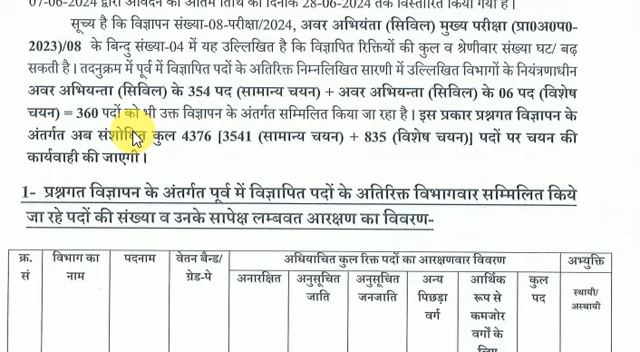 07-06-2024 द्वारा आवेदन की अंतिम तिथि को दिनांक 28-06-2024 तक विस्तारित किया गया है।
सूच्य है कि विज्ञापन संख्या-08-परीक्षा/2024, अवर अभियंता (सिविल) मुख्य परीक्षा (प्रा0अ0प0-
2023)/08 के बिन्दु संख्या-04 में यह उल्लिखित है कि विज्ञापित रिक्तियों की कुल व श्रेणीवार संख्या घट/ बढ़
सकती है। तदनुक्रम में पूर्व में विज्ञापित पदों के अतिरिक्त निम्नलिखित सारणी में उल्लिखित विभागों के नियंत्रणाधीन
अवर अभियन्ता (सिविल) के 354 पद (सामान्य चयन) + अवर अभियन्ता (सिविल) के 06 पद (विशेष
चयन) = 360 पदों को भी उक्त विज्ञापन के अंतर्गत सम्मिलित किया जा रहा है। इस प्रकार प्रश्नगत विज्ञापन के
अंतर्गत अब संशोधित कुल 4376 [3541 (सामान्य चयन) + 835 (विशेष चयन)] पदों पर चयन की
कार्यवाही की जाएगी।
1- प्रश्नगत विज्ञापन के अंतर्गत पूर्व में विज्ञापित पदों के अतिरिक्त विभागवार सम्मिलित किये
जा रहे पदों की संख्या व उनके सापेक्ष लम्बवत आरक्षण का विवरण-
क्र. सं
विभाग का नाम
पदनाम
वेतन बैन्ड/ ग्रेड-पे
अधियाचित कुल रिक्त पदों का आरक्षणवार विवरण
अभ्युक्ति
अनारक्षित
अनुसूचित जाति
अनुसूचित जनजाति
अन्य पिछड़ा वर्ग
आर्थिक रूप से कमजोर वर्गों के लिए
कुल पद
स्थायी/ अस्थायी